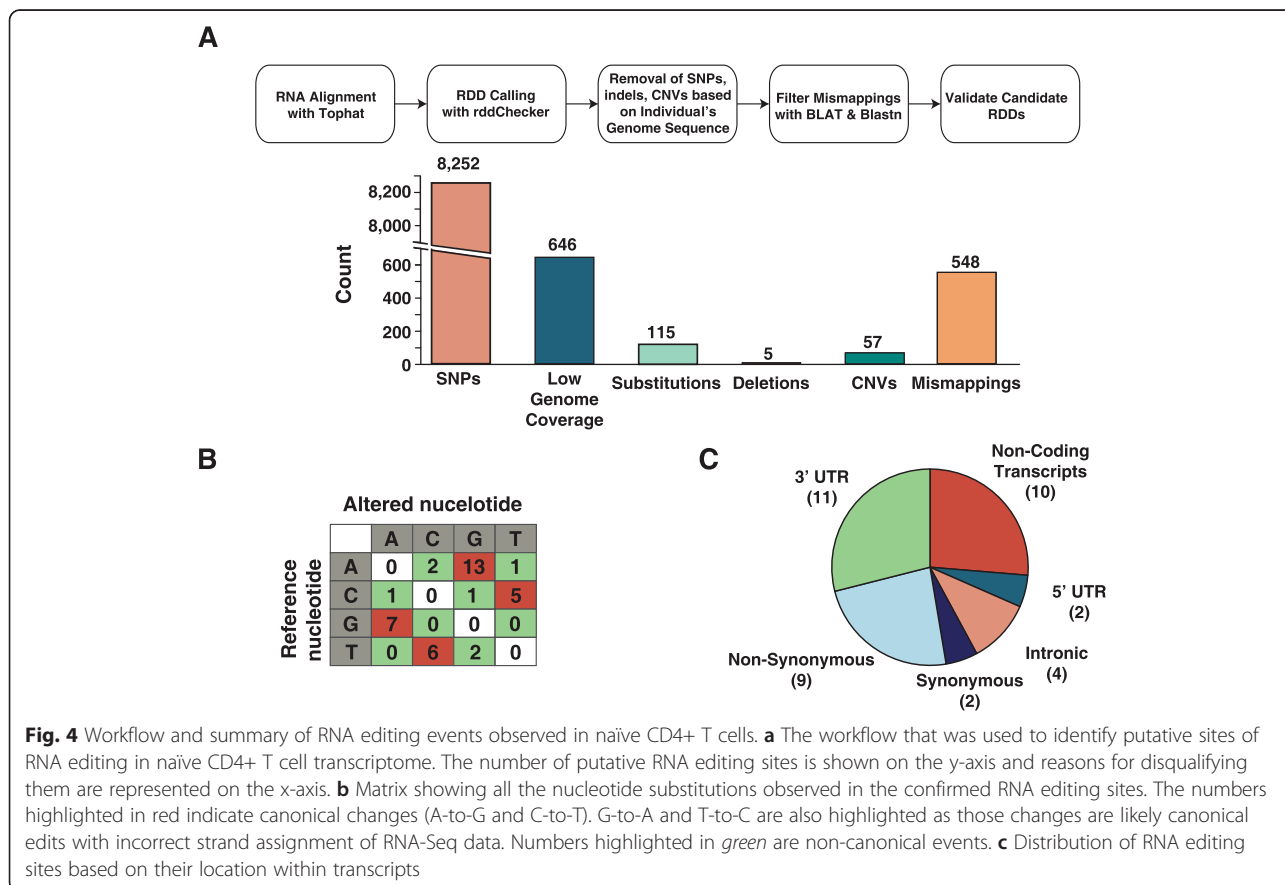 A
RNA Alignment
with Tophat
RDD Calling
with rddChecker
Removal of SNPs,
indels, CNVs based
on Individual's
Genome Sequence
Filter Mismappings
with BLAT & Blastn
Validate Candidate
RDDs
Count
8,200
8,000
600
400
200
0
8,252
646
115
5
57
548
SNPs
Low
Genome
Coverage
Substitutions
Deletions
CNVs
Mismappings
B
Altered nucelotide
Reference
nucleotide
A C G T
A 0 2 13 1
C 1 0 1 5
G 7 0 0 0
T 0 6 2 0
C
3' UTR
(11)
Non-Coding
Transcripts
(10)
5' UTR
(2)
Intronic
(4)
Synonymous
(2)
Non-Synonymous
(9)
Fig. 4 Workflow and summary of RNA editing events observed in naïve CD4+ T cells. a The workflow that was used to identify putative sites of
RNA editing in naïve CD4+ T cell transcriptome. The number of putative RNA editing sites is shown on the y-axis and reasons for disqualifying
them are represented on the x-axis. b Matrix showing all the nucleotide substitutions observed in the confirmed RNA editing sites. The numbers
highlighted in red indicate canonical changes (A-to-G and C-to-T). G-to-A and T-to-C are also highlighted as those changes are likely canonical
edits with incorrect strand assignment of RNA-Seq data. Numbers highlighted in green are non-canonical events. c Distribution of RNA editing
sites based on their location within transcripts